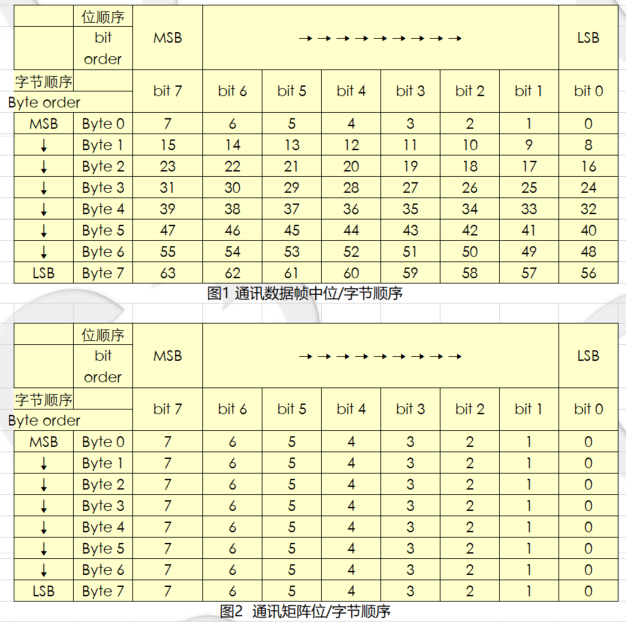 位顺序
bit order MSB →→→→→→→→→ LSB
字节顺序
Byte order bit 7 bit 6 bit 5 bit 4 bit 3 bit 2 bit 1 bit 0
MSB Byte 0 7 6 5 4 3 2 1 0
↓ Byte 1 15 14 13 12 11 10 9 8
↓ Byte 2 23 22 21 20 19 18 17 16
↓ Byte 3 31 30 29 28 27 26 25 24
↓ Byte 4 39 38 37 36 35 34 33 32
↓ Byte 5 47 46 45 44 43 42 41 40
↓ Byte 6 55 54 53 52 51 50 49 48
LSB Byte 7 63 62 61 60 59 58 57 56
图1 通讯数据帧中位/字节顺序
位顺序
bit order MSB →→→→→→→→→ LSB
字节顺序
Byte order bit 7 bit 6 bit 5 bit 4 bit 3 bit 2 bit 1 bit 0
MSB Byte 0 7 6 5 4 3 2 1 0
↓ Byte 1 7 6 5 4 3 2 1 0
↓ Byte 2 7 6 5 4 3 2 1 0
↓ Byte 3 7 6 5 4 3 2 1 0
↓ Byte 4 7 6 5 4 3 2 1 0
↓ Byte 5 7 6 5 4 3 2 1 0
↓ Byte 6 7 6 5 4 3 2 1 0
LSB Byte 7 7 6 5 4 3 2 1 0
图2 通讯矩阵位/字节顺序